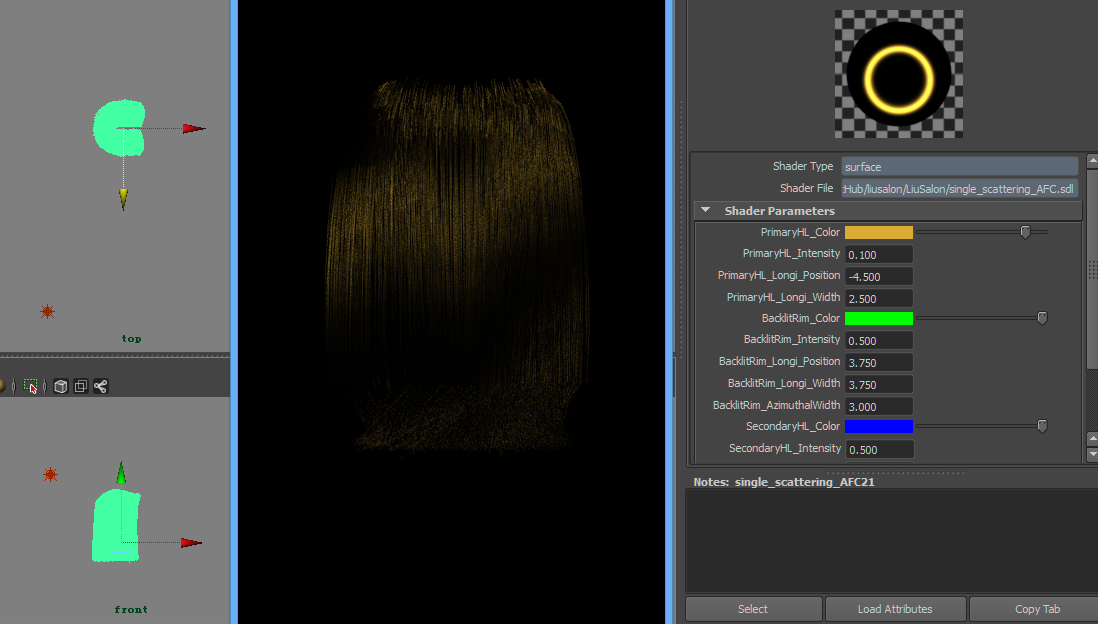 top
front
Shader Type surface
Shader File :Hub/liusalon/LiuSalon/single_scattering_AFC.sdl
Shader Parameters
PrimaryHL_Color
PrimaryHL_Intensity 0.100
PrimaryHL_Longi_Position -4.500
PrimaryHL_Longi_Width 2.500
BacklitRim_Color
BacklitRim_Intensity 0.500
BacklitRim_Longi_Position 3.750
BacklitRim_Longi_Width 3.750
BacklitRim_AzimuthalWidth 3.000
SecondaryHL_Color
SecondaryHL_Intensity 0.500
Notes: single_scattering_AFC21
Select Load Attributes Copy Tab